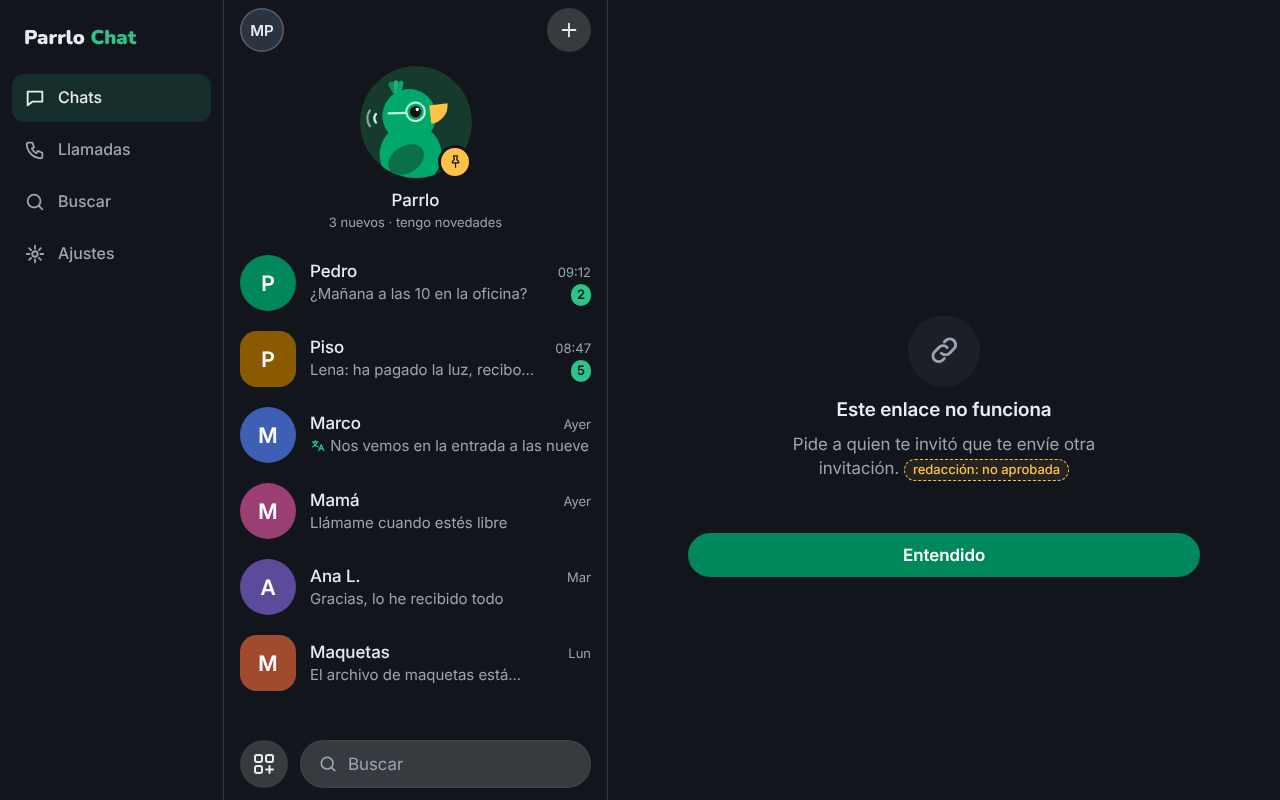 Parrlo Chat
Chats
Llamadas
Buscar
Ajustes
MP
Parrlo
3 nuevos · tengo novedades
P
Pedro
09:12
¿Mañana a las 10 en la oficina?
2
P
Piso
08:47
Lena: ha pagado la luz, recibo...
5
M
Marco
Ayer
Nos vemos en la entrada a las nueve
M
Mamá
Ayer
Llámame cuando estés libre
A
Ana L.
Mar
Gracias, lo he recibido todo
M
Maquetas
Lun
El archivo de maquetas está...
Buscar
Este enlace no funciona
Pide a quien te invitó que te envíe otra
invitación. redacción: no aprobada
Entendido